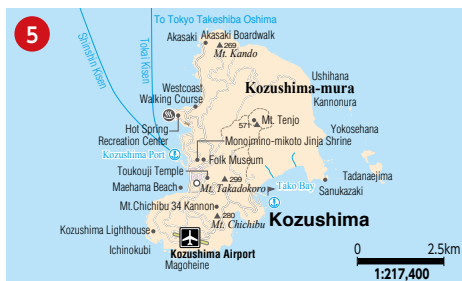 5
To Tokyo Takeshiba Oshima
Shinshin Kisen
Tokai Kisen
Akasaki
Akasaki Boardwalk
269
Mt. Kando
Westcoast
Walking Course
Ushihana
Kozushima-mura
Kannonura
571
Mt. Tenjo
Yokosehana
Hot Spring
Recreation Center
Monoimino-mikoto Jinja Shrine
Kozushima Port
Folk Museum
Toukouji Temple
299
Mt. Takadokoro
Tadanaejima
Tako Bay
Sanukazaki
Maehama Beach
Mt.Chichibu 34 Kannon
280
Mt. Chichibu
Kozushima
Kozushima Lighthouse
Ichinokubi
Kozushima Airport
Magoheine
0
2.5km
1:217,400